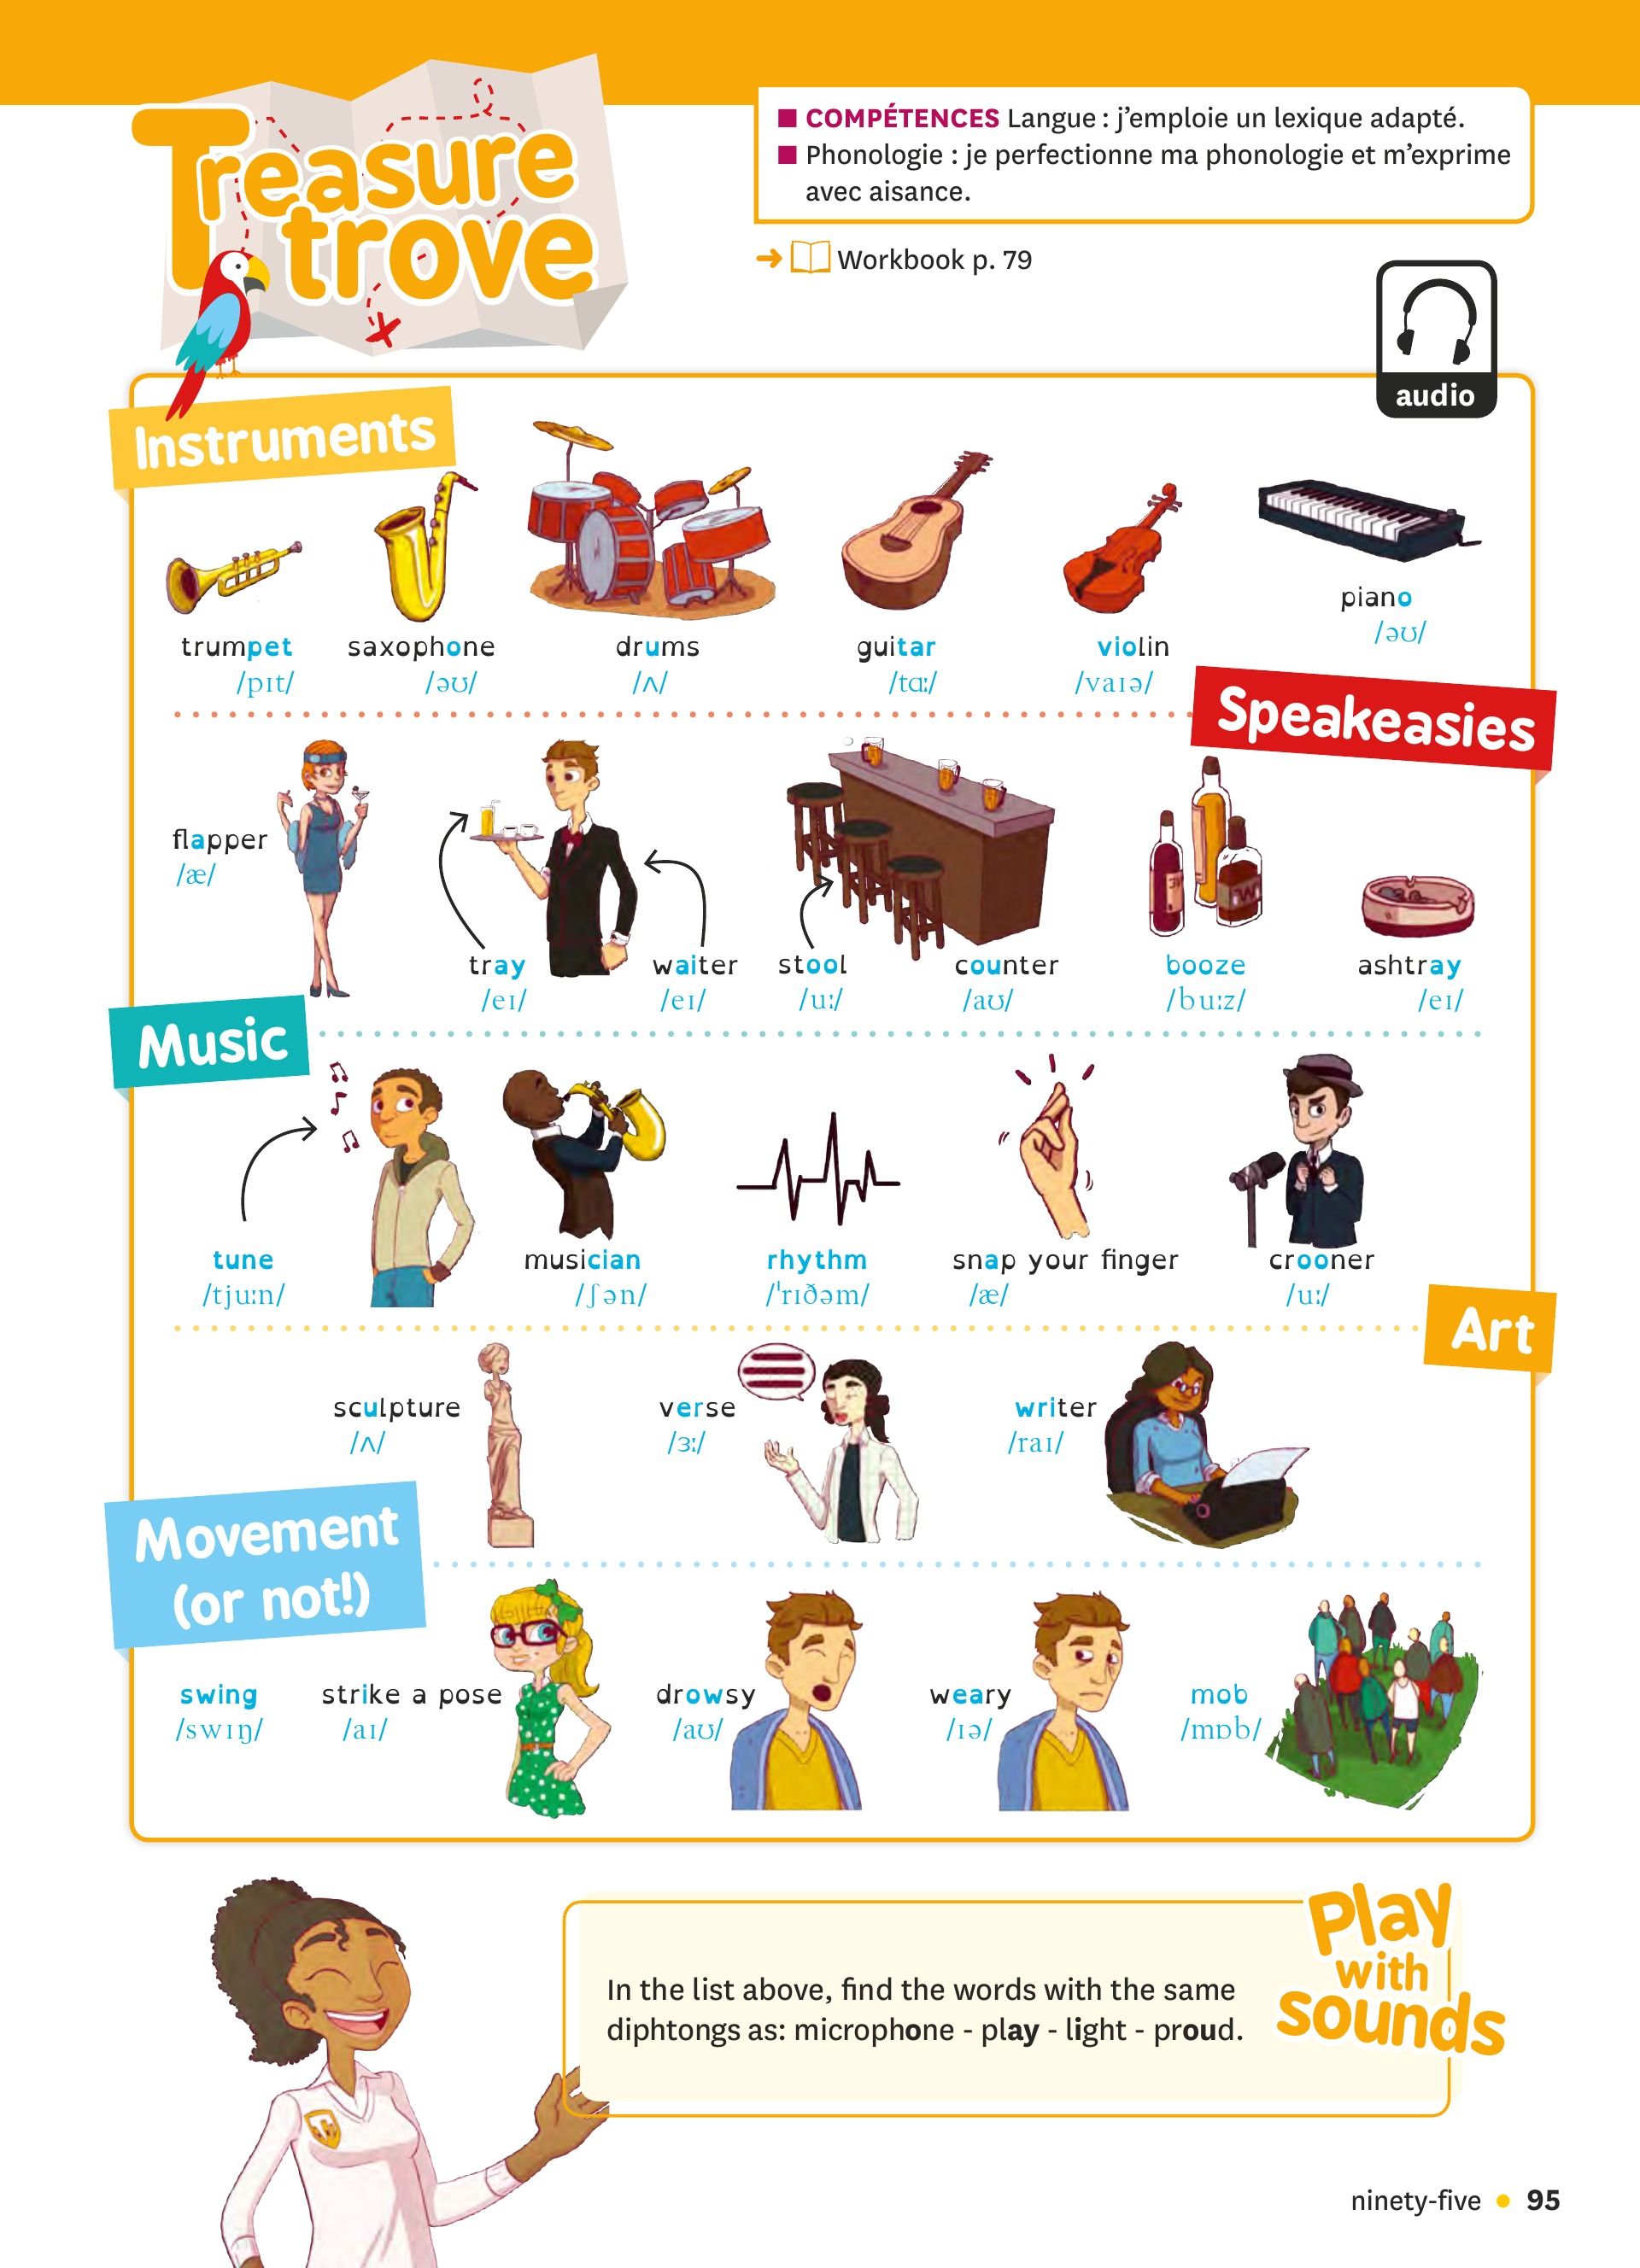 Treasure
trove
■ COMPÉTENCES Langue : j'emploie un lexique adapté.
■ Phonologie : je perfectionne ma phonologie et m'exprime
avec aisance.
➜ Workbook p. 79
audio
Instruments
trumpet saxophone drums guitar violin piano
/pɪt/ /əʊ/ /ʌ/ /tɑː/ /vaɪə/ /əʊ/
Speakeasies
flapper
/æ/
tray waiter stool counter booze ashtray
/eɪ/ /eɪ/ /uː/ /aʊ/ /buːz/ /eɪ/
Music
tune musician rhythm snap your finger crooner
/tjuːn/ /ʃən/ /ˈrɪðəm/ /æ/ /uː/
Art
sculpture verse writer
/ʌ/ /ɜː/ /raɪ/
Movement
(or not!)
swing strike a pose drowsy weary mob
/swɪŋ/ /aɪ/ /aʊ/ /ɪə/ /mɒb/
Play
with
sounds
In the list above, find the words with the same
diphtongs as: microphone - play - light - proud.
ninety-five • 95